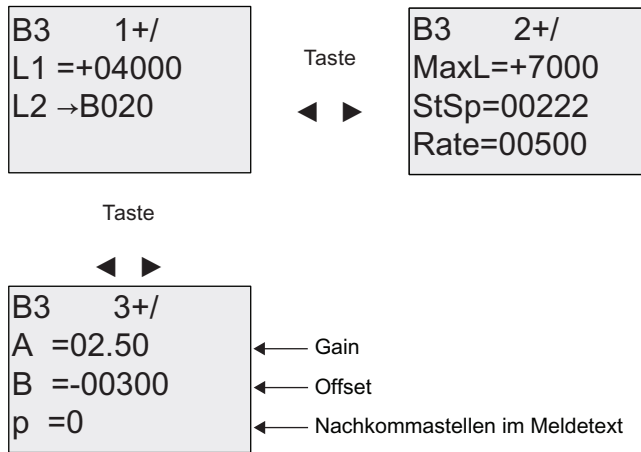 B3 1+/
L1 =+04000
L2 →B020
Taste
B3 2+/
MaxL=+7000
StSp=00222
Rate=00500
Taste
B3 3+/
A =02.50
B =-00300
p =0
Gain
Offset
Nachkommastellen im Meldetext